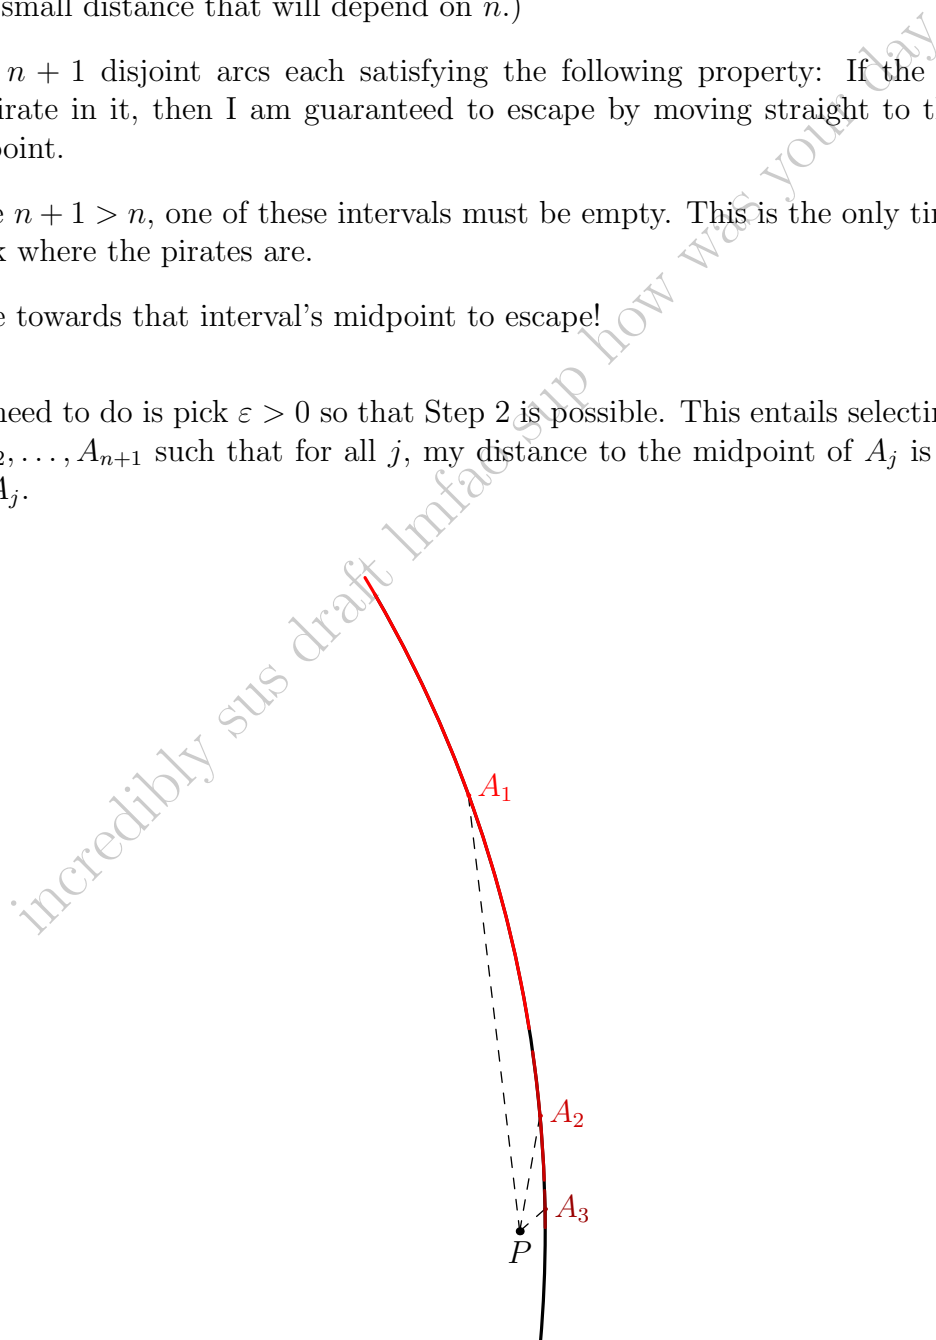 small distance that will depend on n.)
n + 1 disjoint arcs each satisfying the following property: If the
irate in it, then I am guaranteed to escape by moving straight to t
point.
e n + 1 > n, one of these intervals must be empty. This is the only tim
k where the pirates are.
e towards that interval's midpoint to escape!
need to do is pick ε > 0 so that Step 2 is possible. This entails selectin
2, . . . , Aₙ₊₁ such that for all j, my distance to the midpoint of Aⱼ is
Aⱼ.
incredibly sus draft lmfao sup how was your day
A₁
A₂
A₃
P